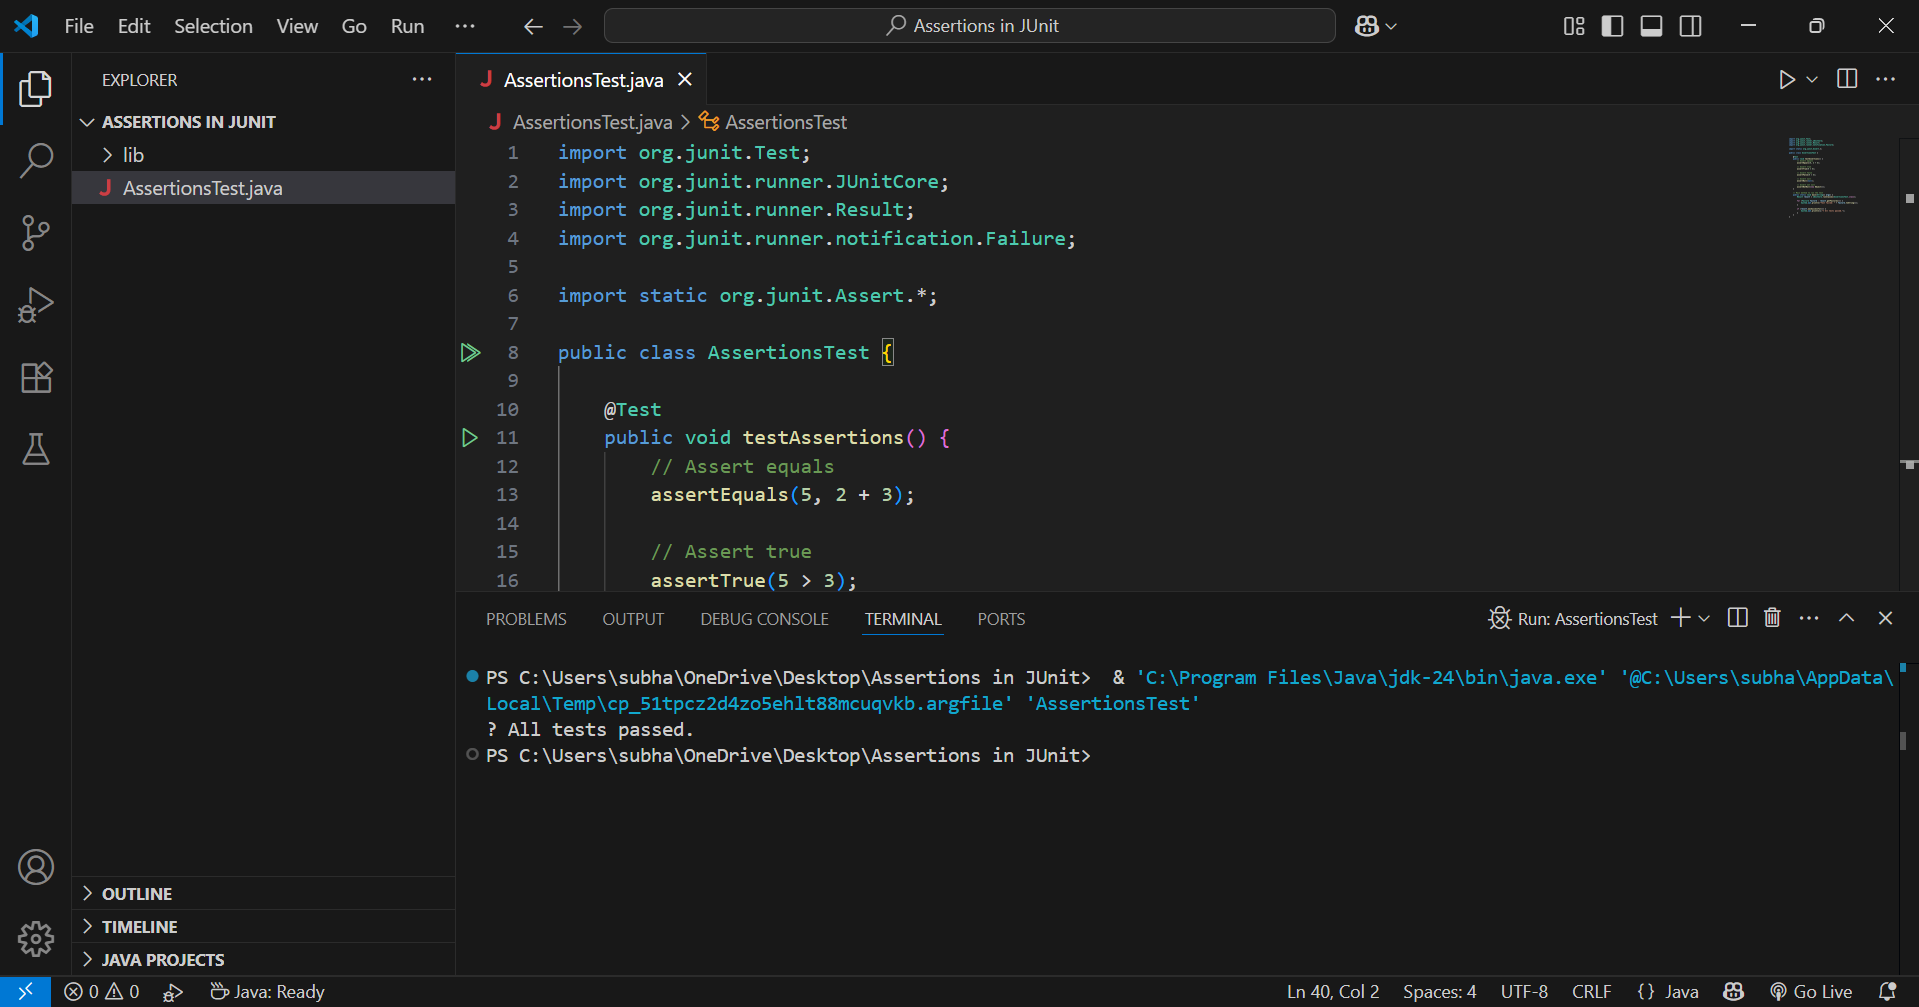 File Edit Selection View Go Run ··· Assertions in JUnit
EXPLORER
ASSERTIONS IN JUNIT
lib
J AssertionsTest.java
OUTLINE
TIMELINE
JAVA PROJECTS
J AssertionsTest.java
J AssertionsTest.java > AssertionsTest
1 import org.junit.Test;
2 import org.junit.runner.JUnitCore;
3 import org.junit.runner.Result;
4 import org.junit.runner.notification.Failure;
5
6 import static org.junit.Assert.*;
7
8 public class AssertionsTest {
9
10 @Test
11 public void testAssertions() {
12 // Assert equals
13 assertEquals(5, 2 + 3);
14
15 // Assert true
16 assertTrue(5 > 3);
PROBLEMS OUTPUT DEBUG CONSOLE TERMINAL PORTS Run: AssertionsTest
PS C:\Users\subha\OneDrive\Desktop\Assertions in JUnit>  & 'C:\Program Files\Java\jdk-24\bin\java.exe' '@C:\Users\subha\AppData\
Local\Temp\cp_51tpcz2d4zo5ehlt88mcuqvkb.argfile' 'AssertionsTest'
? All tests passed.
PS C:\Users\subha\OneDrive\Desktop\Assertions in JUnit>
0 0 Java: Ready Ln 40, Col 2 Spaces: 4 UTF-8 CRLF {} Java Go Live